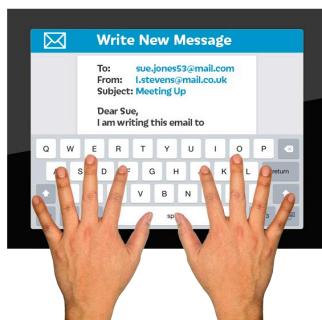 Write New Message
To: sue.jones53@mail.com
From: l.stevens@mail.co.uk
Subject: Meeting Up
Dear Sue,
I am writing this email to
Q W E R T Y U I O P
A S D F G H K L return
V B N